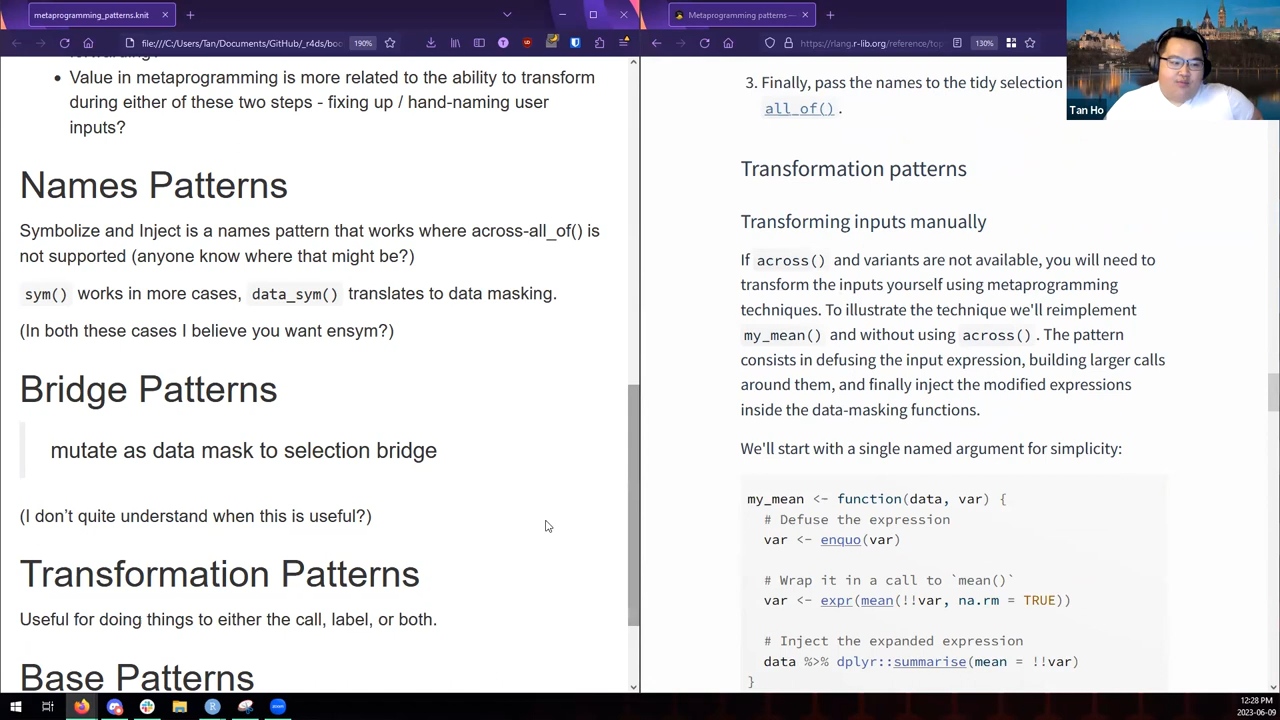 metaprogramming_patterns.knit
file:///C:/Users/Tan/Documents/GitHub/_r4ds/boo
190%
• Value in metaprogramming is more related to the ability to transform
during either of these two steps - fixing up / hand-naming user
inputs?
Names Patterns
Symbolize and Inject is a names pattern that works where across-all_of() is
not supported (anyone know where that might be?)
sym() works in more cases, data_sym() translates to data masking.
(In both these cases I believe you want ensym?)
Bridge Patterns
mutate as data mask to selection bridge
(I don't quite understand when this is useful?)
Transformation Patterns
Useful for doing things to either the call, label, or both.
Base Patterns
Metaprogramming patterns —
https://rlang.r-lib.org/reference/top
130%
3. Finally, pass the names to the tidy selection
all_of() .
Transformation patterns
Transforming inputs manually
If across() and variants are not available, you will need to
transform the inputs yourself using metaprogramming
techniques. To illustrate the technique we'll reimplement
my_mean() and without using across() . The pattern
consists in defusing the input expression, building larger calls
around them, and finally inject the modified expressions
inside the data-masking functions.
We'll start with a single named argument for simplicity:
my_mean <- function(data, var) {
# Defuse the expression
var <- enquo(var)
# Wrap it in a call to `mean()`
var <- expr(mean(!!var, na.rm = TRUE))
# Inject the expanded expression
data %>% dplyr::summarise(mean = !!var)
}
Tan Ho
12:28 PM
2023-06-09